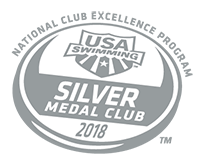 NATIONAL CLUB EXCELLENCE PROGRAM
USA
SWIMMING
SILVER
MEDAL CLUB
2018
TM